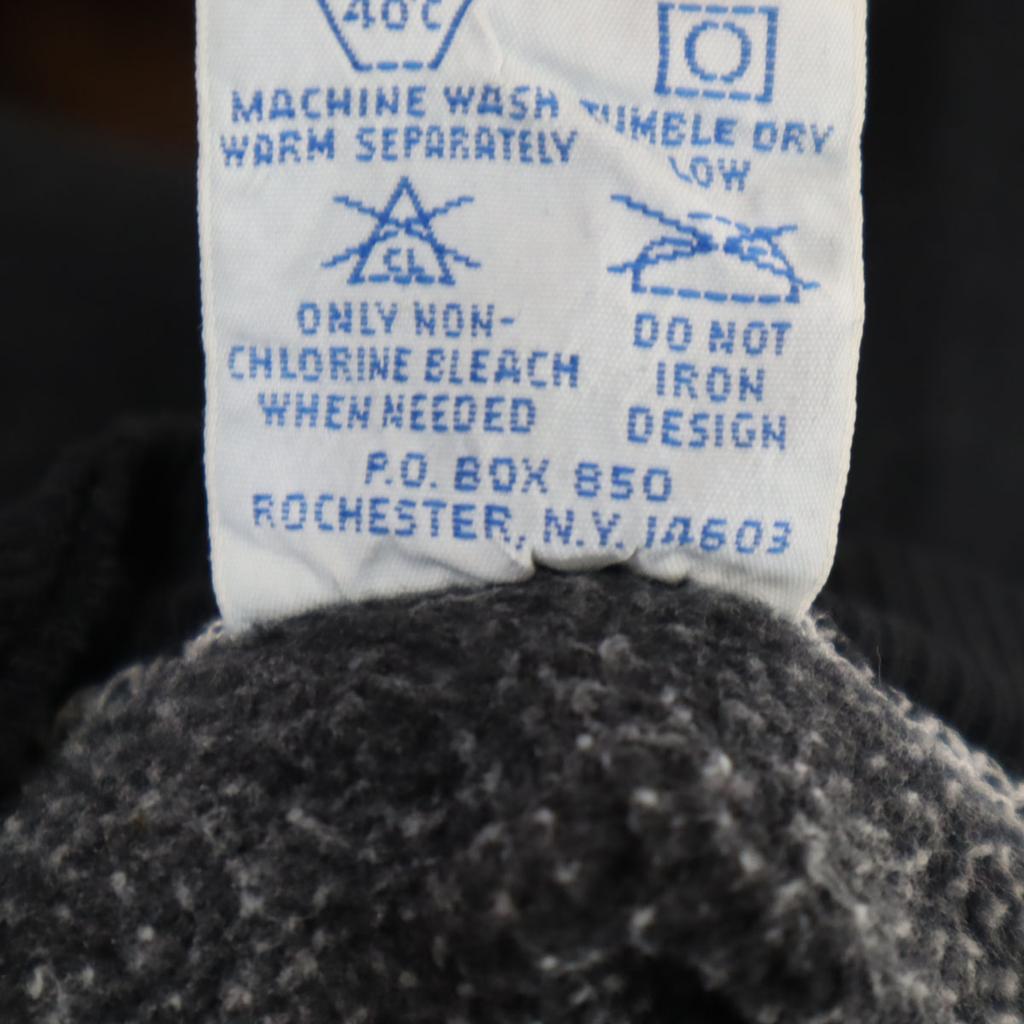 40°C
MACHINE WASH
WARM SEPARATELY
TUMBLE DRY
LOW
CL
ONLY NON-
CHLORINE BLEACH
WHEN NEEDED
DO NOT
IRON
DESIGN
P.O. BOX 850
ROCHESTER, N.Y. 14603